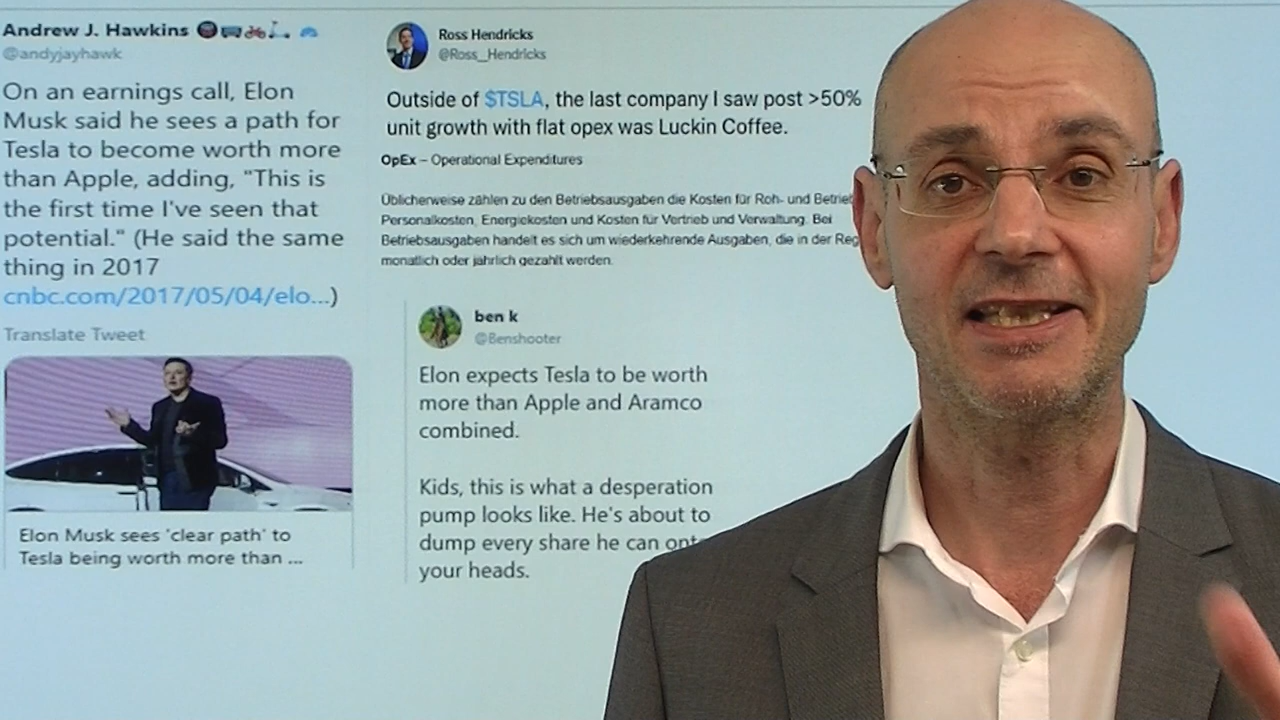 Andrew J. Hawkins
@andyjayhawk
On an earnings call, Elon
Musk said he sees a path for
Tesla to become worth more
than Apple, adding, "This is
the first time I've seen that
potential." (He said the same
thing in 2017
cnbc.com/2017/05/04/elo...)
Translate Tweet
Elon Musk sees 'clear path' to
Tesla being worth more than ...
Ross Hendricks
@Ross__Hendricks
Outside of $TSLA, the last company I saw post >50%
unit growth with flat opex was Luckin Coffee.
OpEx – Operational Expenditures
Üblicherweise zählen zu den Betriebsausgaben die Kosten für Roh- und
Personalkosten, Energiekosten und Kosten für Vertrieb und Verwaltung. Bei
Betriebsausgaben handelt es sich um wiederkehrende Ausgaben, die in der
monatlich oder jährlich gezahlt werden.
ben k
@Benshooter
Elon expects Tesla to be worth
more than Apple and Aramco
combined.
Kids, this is what a desperation
pump looks like. He's about to
dump every share he can
your heads.